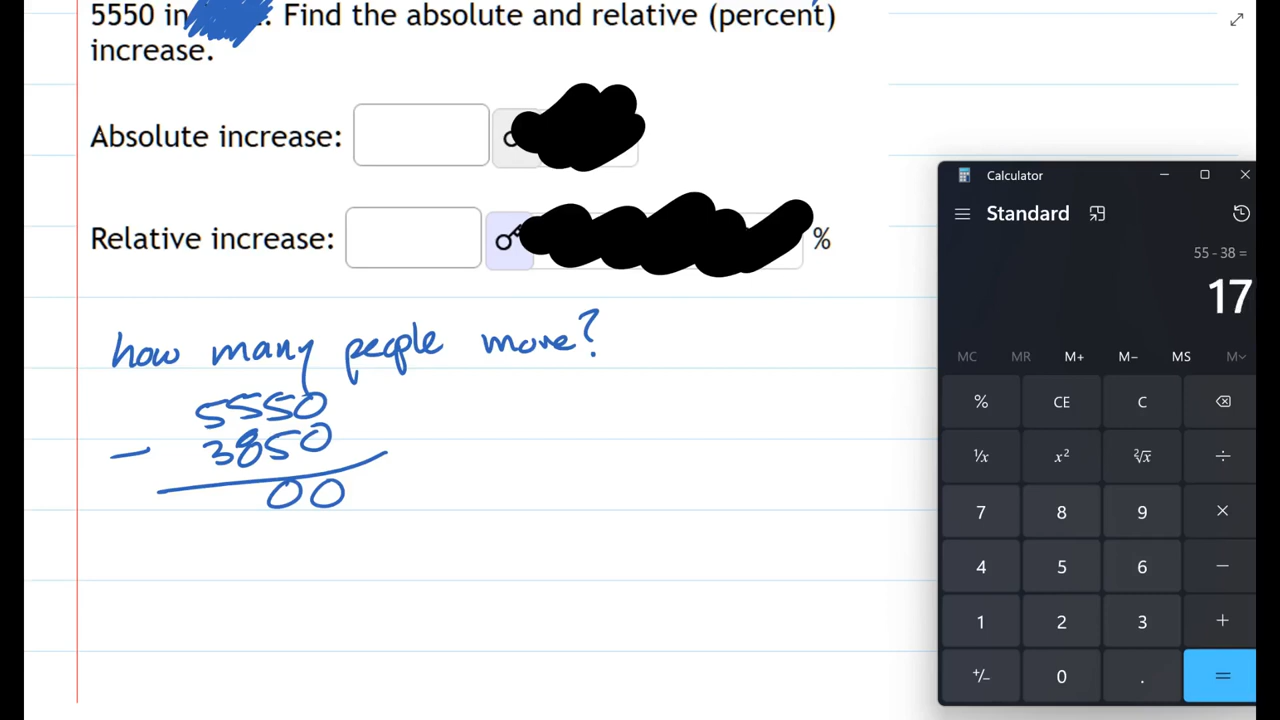 5550 in . Find the absolute and relative (percent)
increase.
Absolute increase:
Relative increase: %
how many people more?
5550
- 3850
00
Calculator
Standard
55 - 38 =
17
MC MR M+ M- MS M
% CE C
1/x x² ²√x ÷
7 8 9 ×
4 5 6 −
1 2 3 +
+/− 0 . =